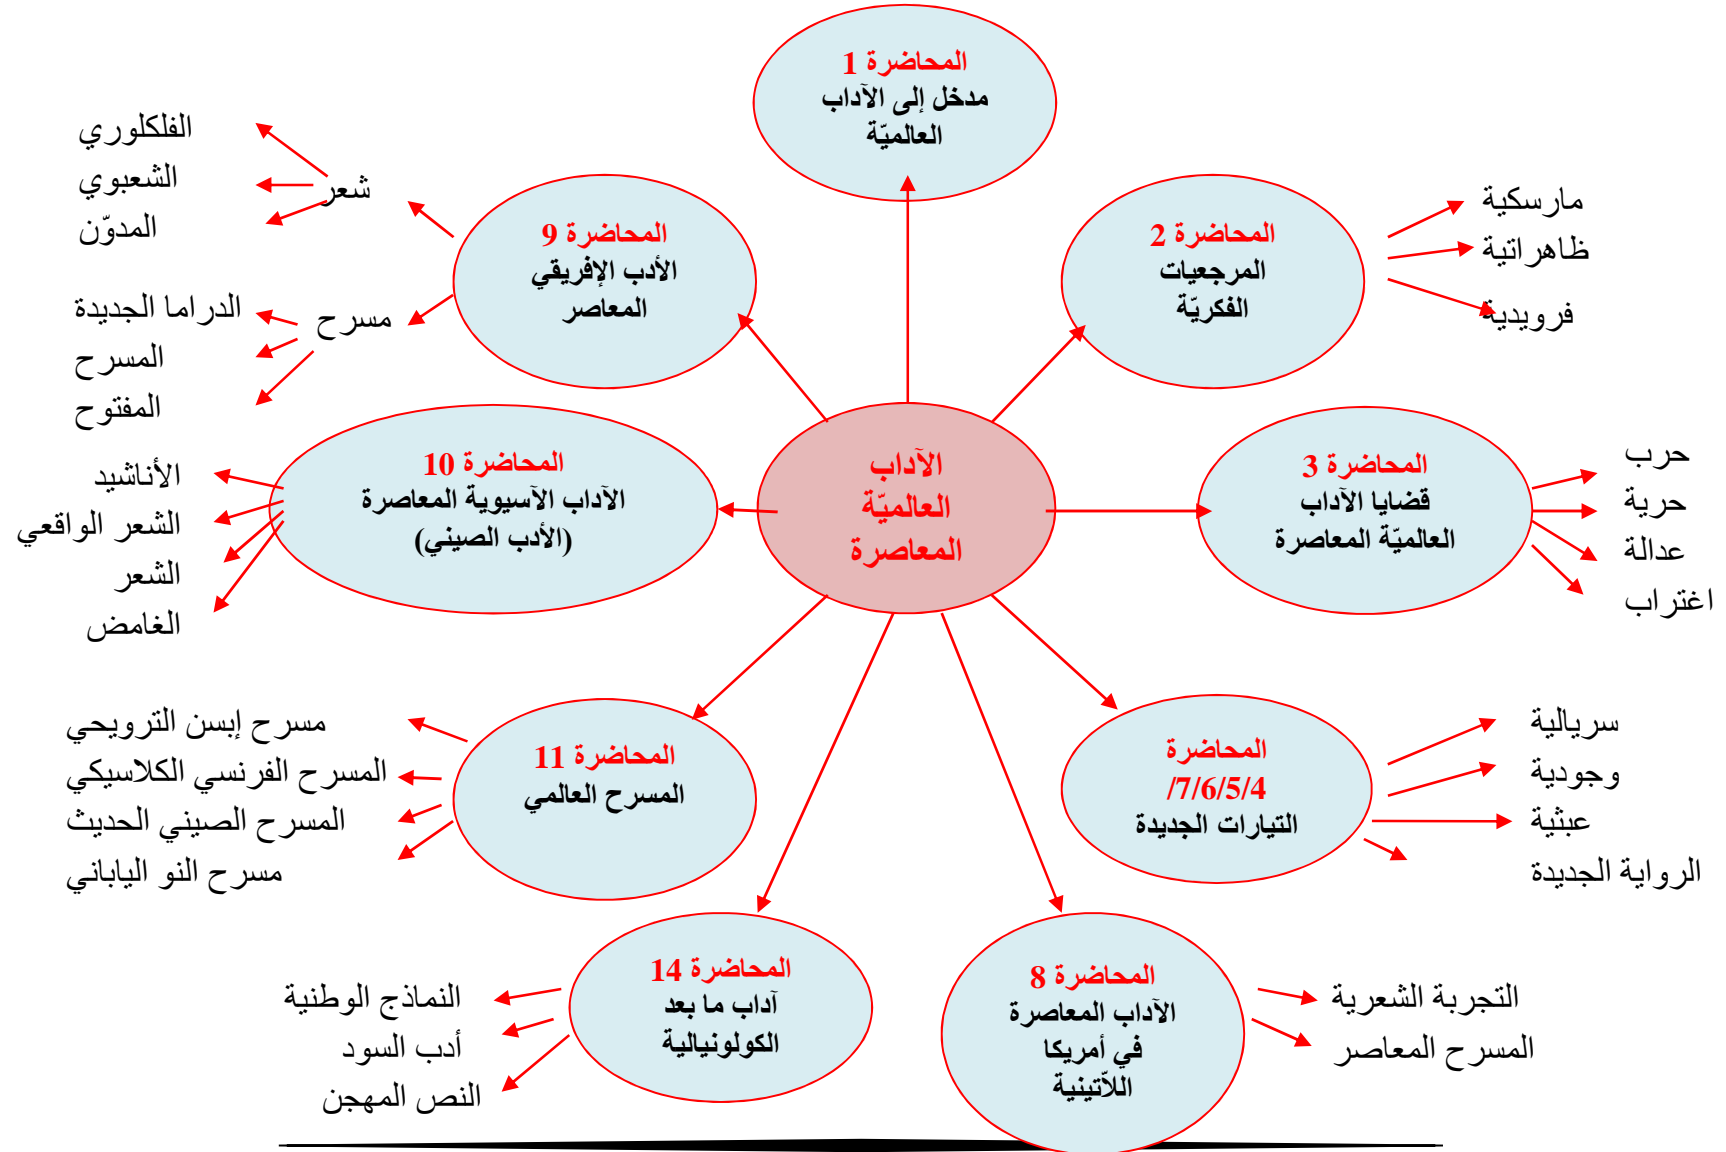 المحاضرة 1
مدخل إلى الآداب
العالميّة
المحاضرة 2
المرجعيات
الفكريّة
مارسكية
ظاهراتية
فرويدية
المحاضرة 3
قضايا الآداب
العالميّة المعاصرة
حرب
حرية
عدالة
اغتراب
المحاضرة
/7/6/5/4
التيارات الجديدة
سريالية
وجودية
عبثية
الرواية الجديدة
المحاضرة 8
الآداب المعاصرة
في أمريكا
اللاّتينية
التجربة الشعرية
المسرح المعاصر
المحاضرة 9
الأدب الإفريقي
المعاصر
شعر
الفلكلوري
الشعبوي
المدوّن
مسرح
الدراما الجديدة
المسرح
المفتوح
المحاضرة 10
الآداب الآسيوية المعاصرة
(الأدب الصيني)
الأناشيد
الشعر الواقعي
الشعر
الغامض
المحاضرة 11
المسرح العالمي
مسرح إبسن الترويحي
المسرح الفرنسي الكلاسيكي
المسرح الصيني الحديث
مسرح النو الياباني
المحاضرة 14
آداب ما بعد
الكولونيالية
النماذج الوطنية
أدب السود
النص المهجن
الآداب
العالميّة
المعاصرة